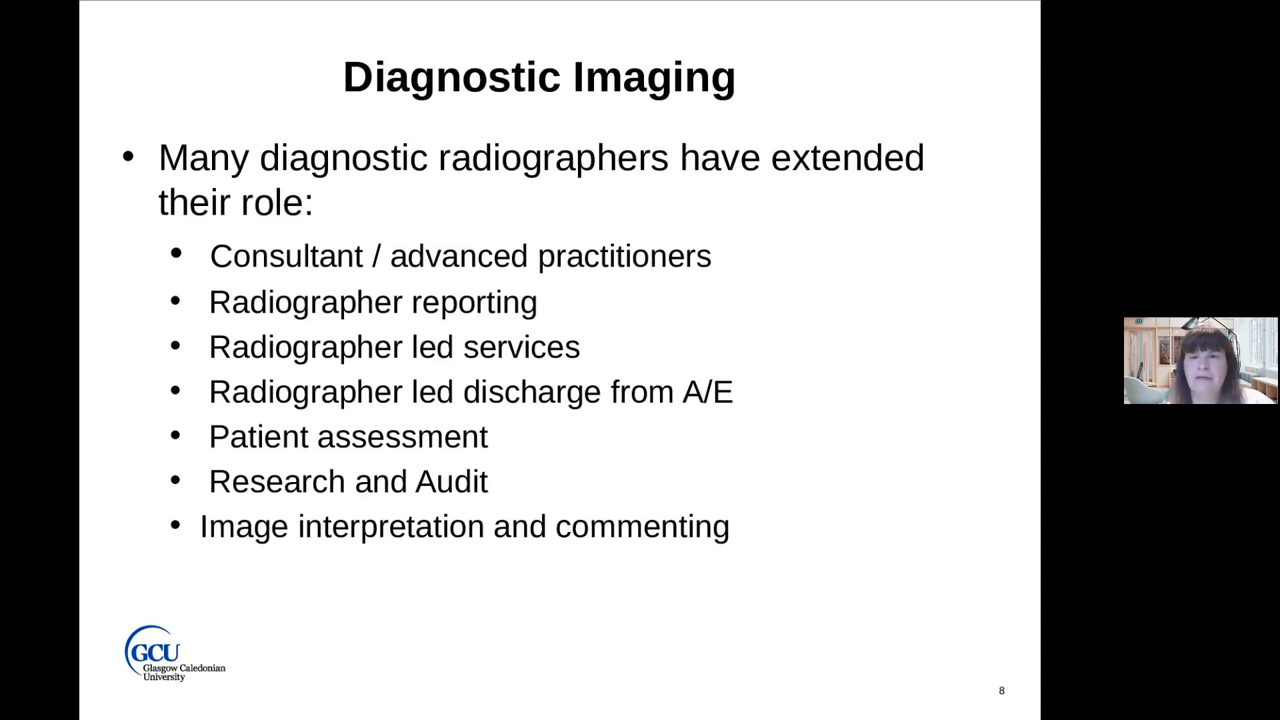 Diagnostic Imaging
• Many diagnostic radiographers have extended
their role:
• Consultant / advanced practitioners
• Radiographer reporting
• Radiographer led services
• Radiographer led discharge from A/E
• Patient assessment
• Research and Audit
• Image interpretation and commenting
GCU
Glasgow Caledonian
University
8